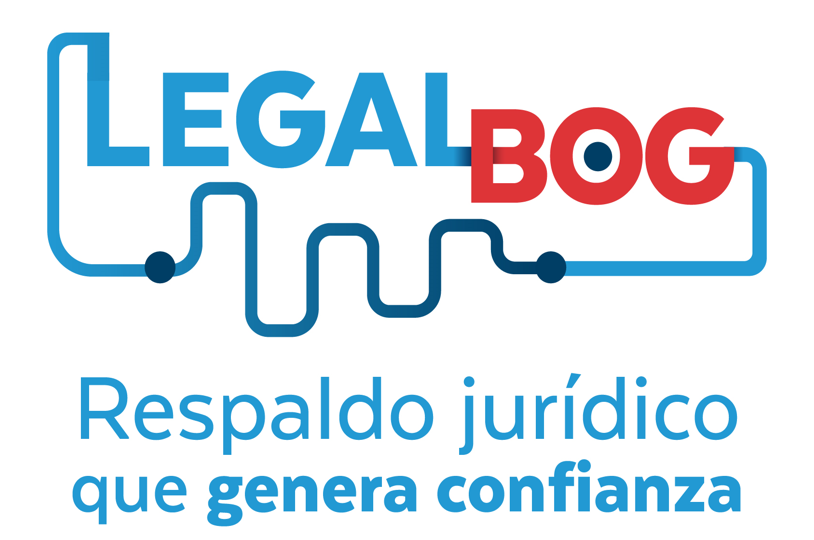 LEGALBOG
Respaldo jurídico
que genera confianza